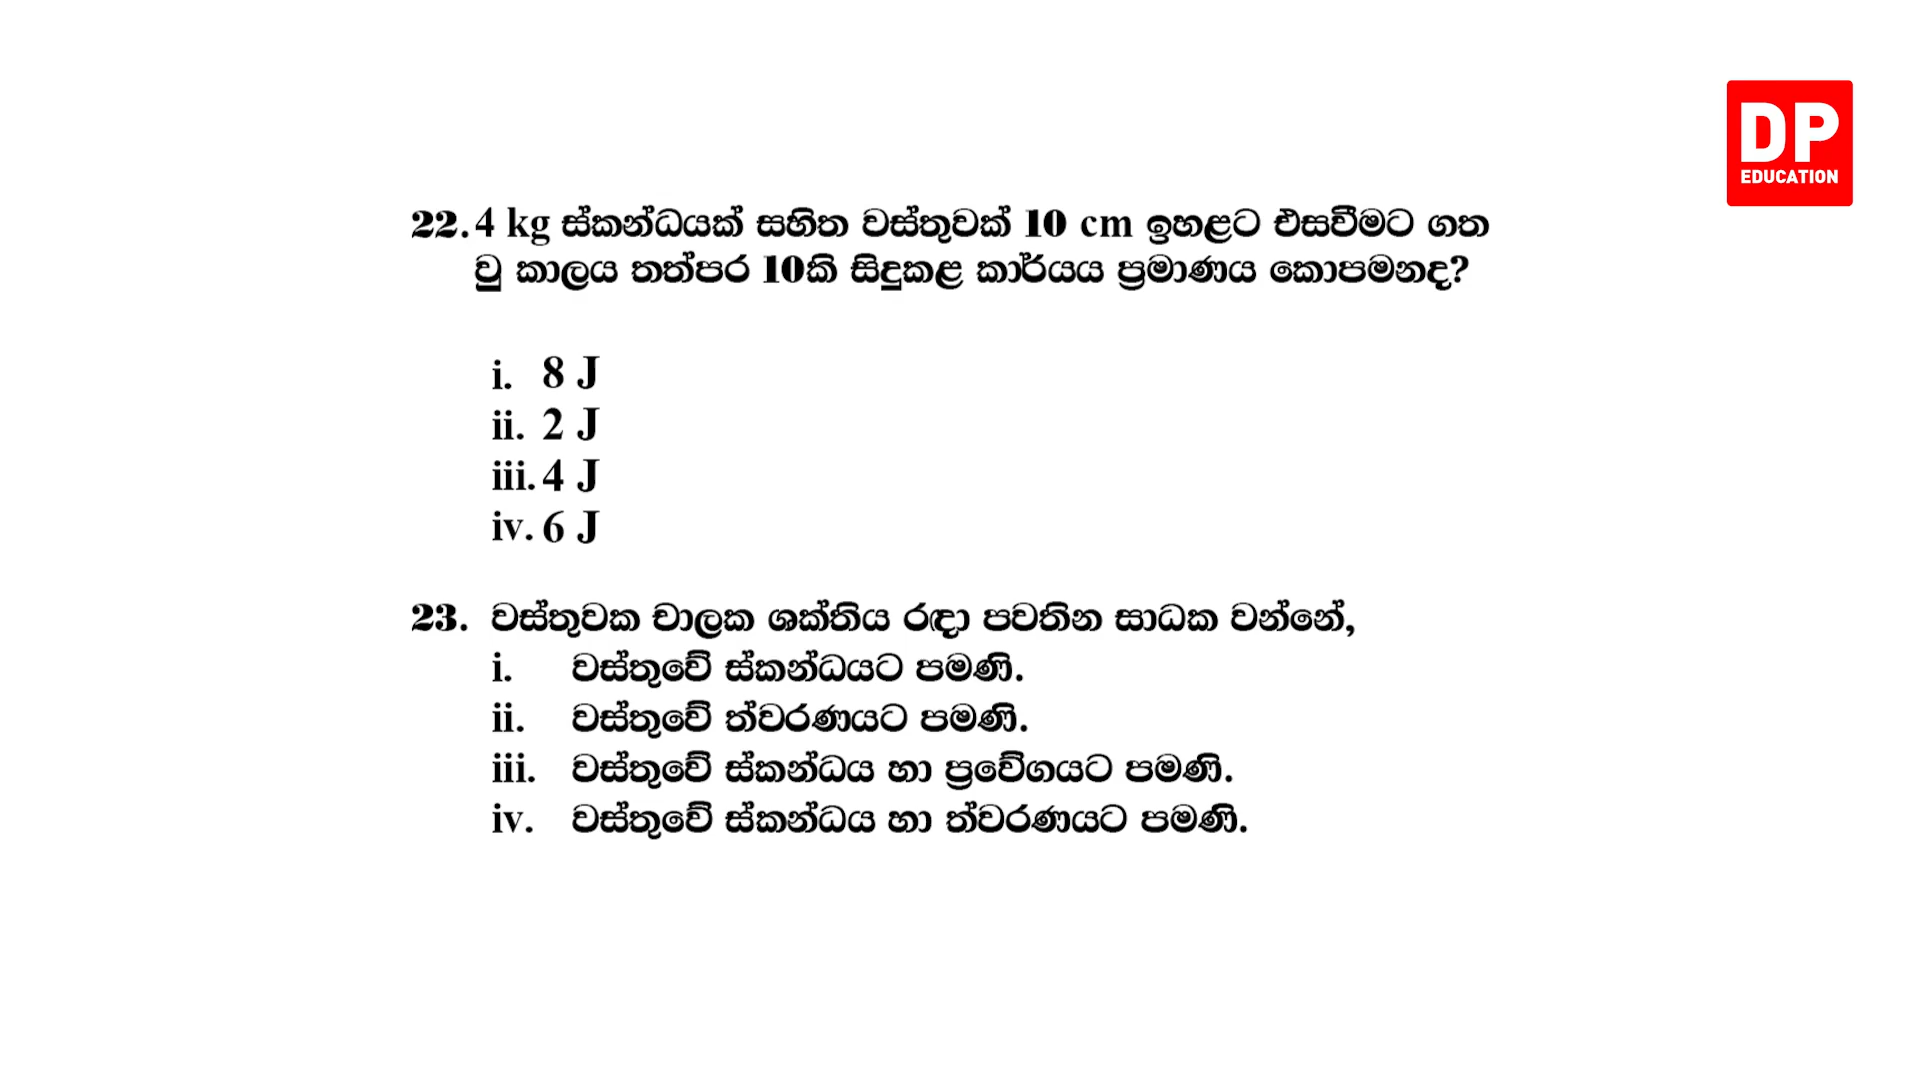 DP
EDUCATION
22. 4 kg ස්කන්ධයක් සහිත වස්තුවක් 10 cm ඉහළට එසවීමට ගත
වූ කාලය තත්පර 10කි සිදුකළ කාර්යය ප්‍රමාණය කොපමනද?
i. 8 J
ii. 2 J
iii. 4 J
iv. 6 J
23. වස්තුවක චාලක ශක්තිය රඳා පවතින සාධක වන්නේ,
i. වස්තුවේ ස්කන්ධයට පමණි.
ii. වස්තුවේ ත්වරණයට පමණි.
iii. වස්තුවේ ස්කන්ධය හා ප්‍රවේගයට පමණි.
iv. වස්තුවේ ස්කන්ධය හා ත්වරණයට පමණි.